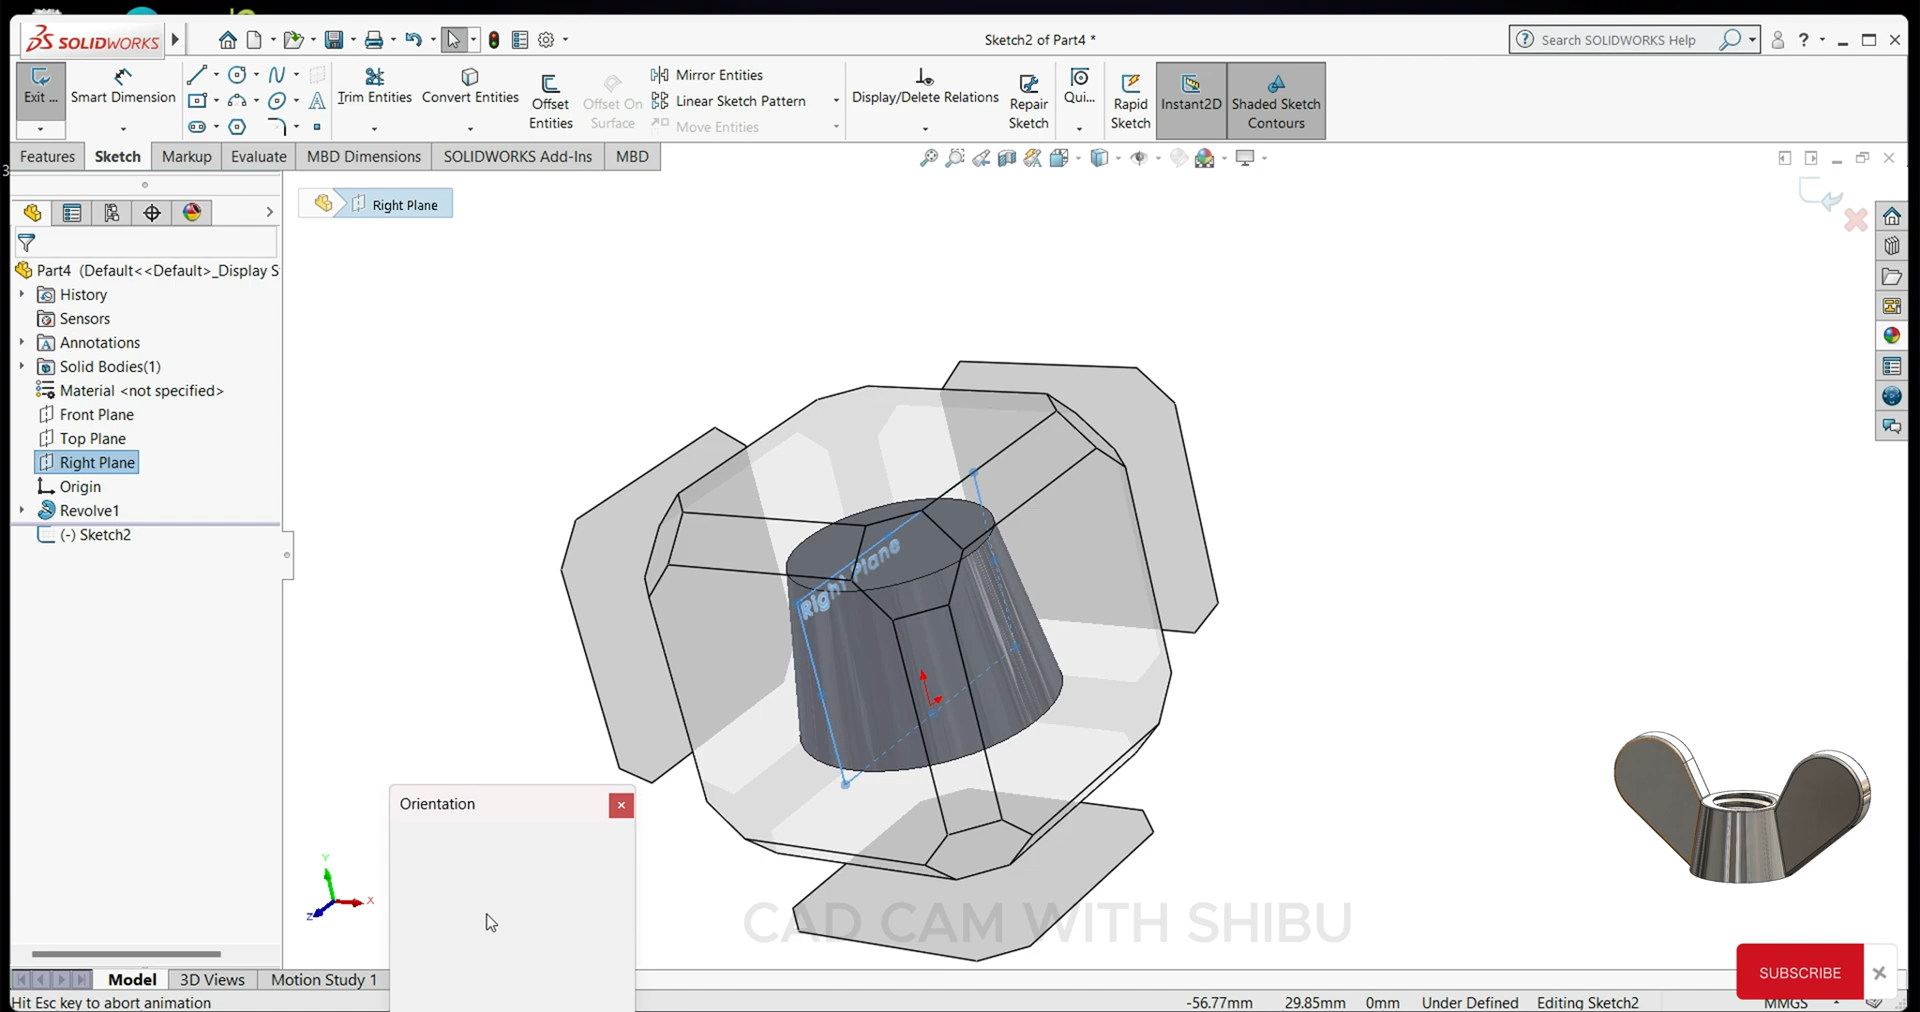 SOLIDWORKS
Sketch2 of Part4 *
Search SOLIDWORKS Help
?
Exit ...
Smart Dimension
Trim Entities
Convert Entities
Offset
Entities
Offset On
Surface
Mirror Entities
Linear Sketch Pattern
Move Entities
Display/Delete Relations
Repair
Sketch
Qui...
Rapid
Sketch
Instant2D
Shaded Sketch
Contours
Features
Sketch
Markup
Evaluate
MBD Dimensions
SOLIDWORKS Add-Ins
MBD
3
Right Plane
Part4 (Default<<Default>_Display S
History
Sensors
Annotations
Solid Bodies(1)
Material <not specified>
Front Plane
Top Plane
Right Plane
Origin
Revolve1
(-) Sketch2
Right Plane
Orientation
Y
X
Z
CAD CAM WITH SHIBU
SUBSCRIBE
Model
3D Views
Motion Study 1
Hit Esc key to abort animation
-56.77mm
29.85mm
0mm
Under Defined
Editing Sketch2
MMGS